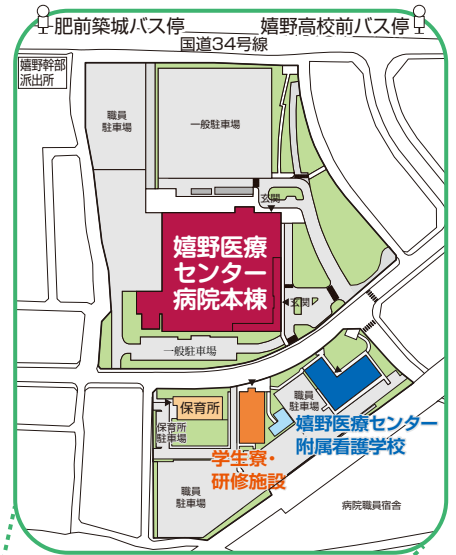 肥前築城バス停
嬉野高校前バス停
国道34号線
嬉野幹部
派出所
職員
駐車場
一般駐車場
玄関
嬉野医療
センター
病院本棟
玄関
一般駐車場
保育所
保育所
駐車場
職員
駐車場
嬉野医療センター
附属看護学校
学生寮・
研修施設
職員
駐車場
病院職員宿舎